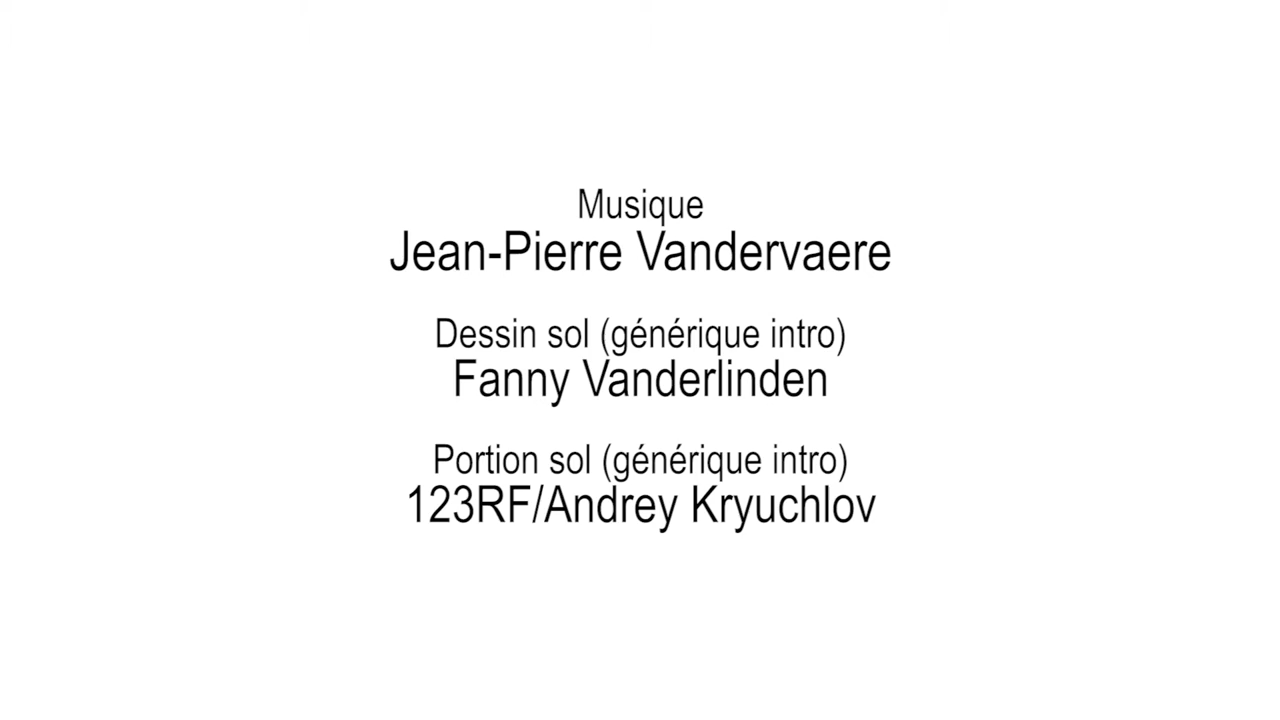 Musique
Jean-Pierre Vandervaere
Dessin sol (générique intro)
Fanny Vanderlinden
Portion sol (générique intro)
123RF/Andrey Kryuchlov